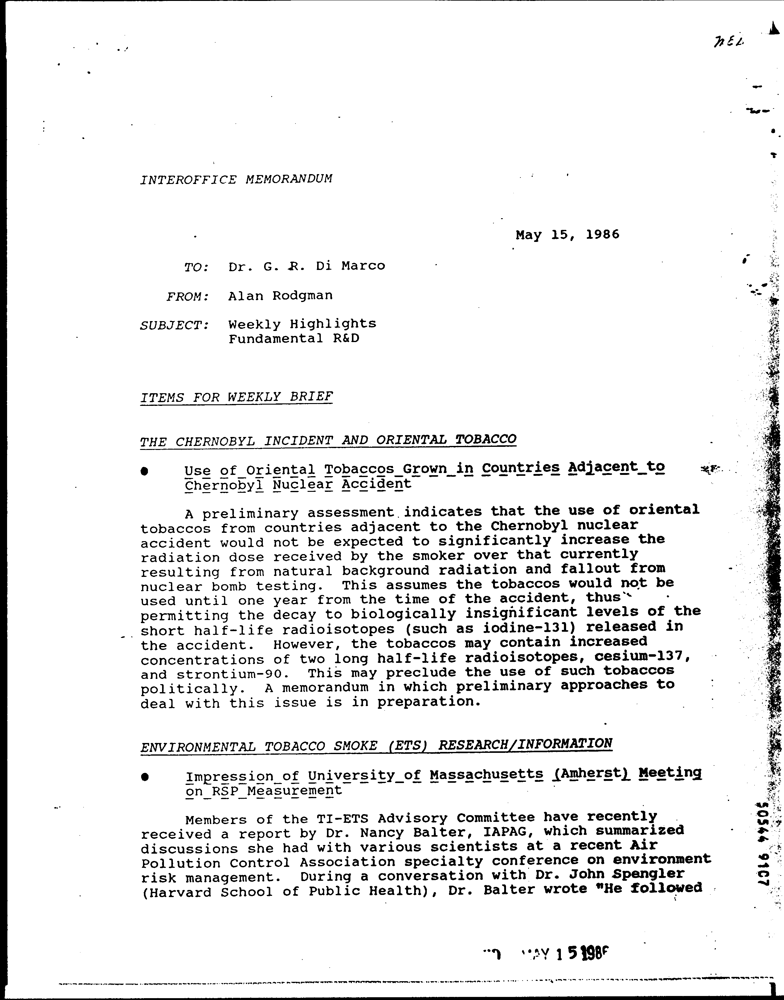 INTEROFFICE MEMORANDUM
May 15, 1986
TO: Dr. G. R. Di Marco
FROM: Alan Rodgman
SUBJECT: Weekly Highlights
Fundamental R&D
ITEMS FOR WEEKLY BRIEF
THE CHERNOBYL INCIDENT AND ORIENTAL TOBACCO
● Use of Oriental Tobaccos Grown in Countries Adjacent to
Chernobyl Nuclear Accident
A preliminary assessment indicates that the use of oriental
tobaccos from countries adjacent to the Chernobyl nuclear
accident would not be expected to significantly increase the
radiation dose received by the smoker over that currently
resulting from natural background radiation and fallout from
nuclear bomb testing. This assumes the tobaccos would not be
used until one year from the time of the accident, thus
permitting the decay to biologically insignificant levels of the
short half-life radioisotopes (such as iodine-131) released in
the accident. However, the tobaccos may contain increased
concentrations of two long half-life radioisotopes, cesium-137,
and strontium-90. This may preclude the use of such tobaccos
politically. A memorandum in which preliminary approaches to
deal with this issue is in preparation.
ENVIRONMENTAL TOBACCO SMOKE (ETS) RESEARCH/INFORMATION
● Impression of University of Massachusetts (Amherst) Meeting
on RSP Measurement
Members of the TI-ETS Advisory Committee have recently
received a report by Dr. Nancy Balter, IAPAG, which summarized
discussions she had with various scientists at a recent Air
Pollution Control Association specialty conference on environment
risk management. During a conversation with Dr. John Spengler
(Harvard School of Public Health), Dr. Balter wrote "He followed
50544 9107
MAY 15 1986